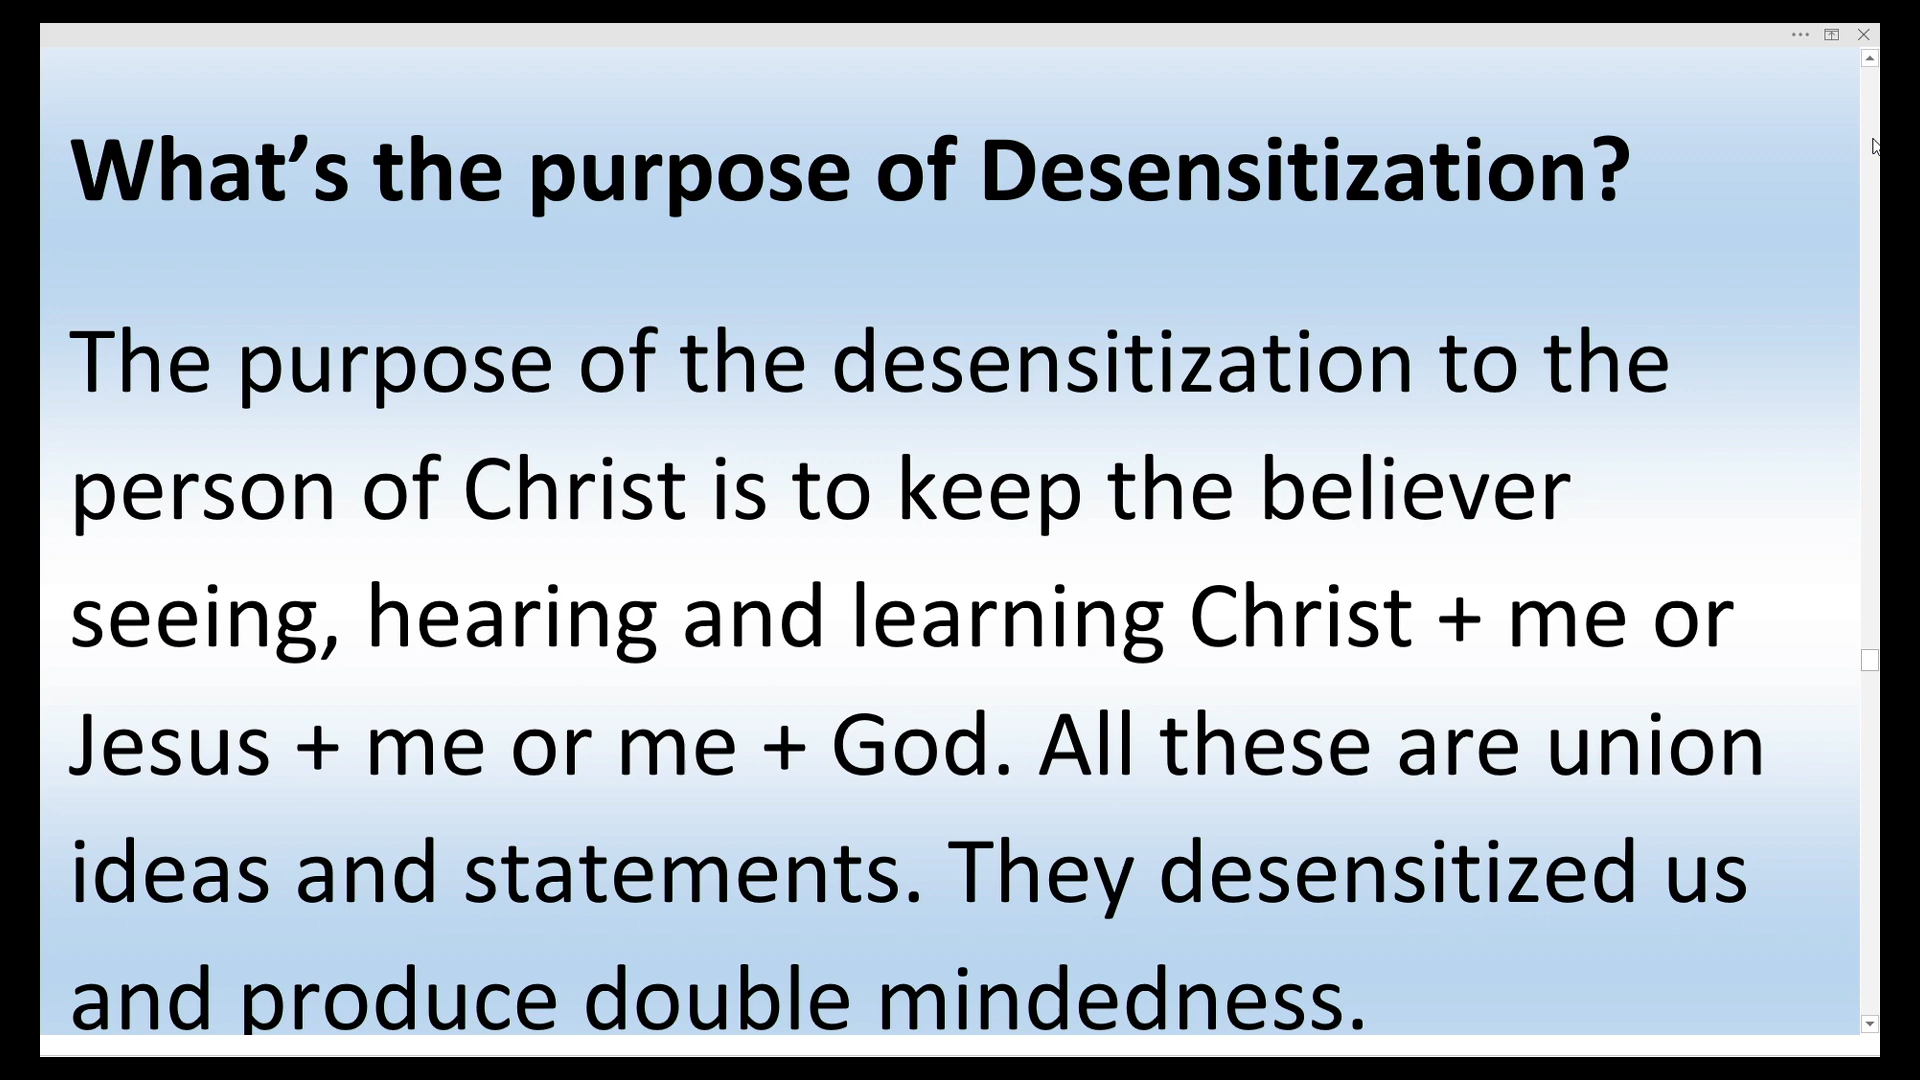 What’s the purpose of Desensitization?
The purpose of the desensitization to the
person of Christ is to keep the believer
seeing, hearing and learning Christ + me or
Jesus + me or me + God. All these are union
ideas and statements. They desensitized us
and produce double mindedness.